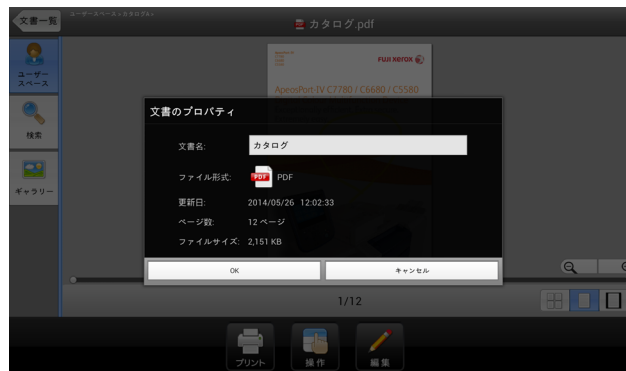 文書一覧
ユーザースペース > カタログA >
カタログ.pdf
ユーザー
スペース
検索
ギャラリー
FUJI XEROX
ApeosPort-IV C7780 / C6680 / C5580
文書のプロパティ
文書名: カタログ
ファイル形式: PDF PDF
更新日: 2014/05/26 12:02:33
ページ数: 12 ページ
ファイルサイズ: 2,151 KB
OK キャンセル
1/12
プリント 操作 編集